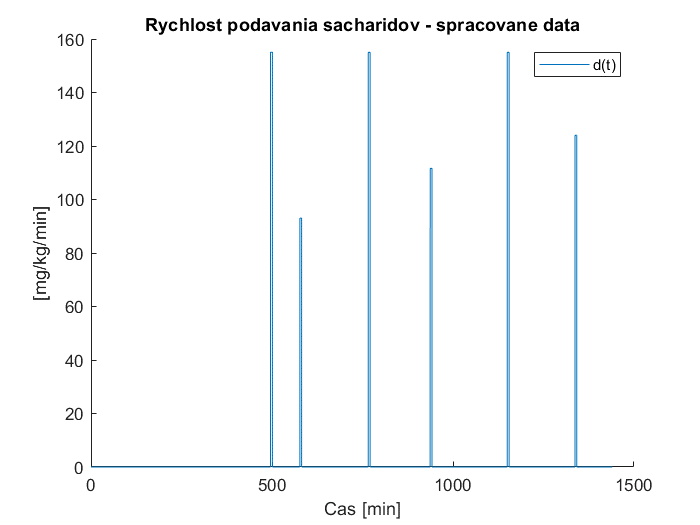 Rychlost podavania sacharidov - spracovane data
d(t)
[mg/kg/min]
160
140
120
100
80
60
40
20
0
0 500 1000 1500
Cas [min]